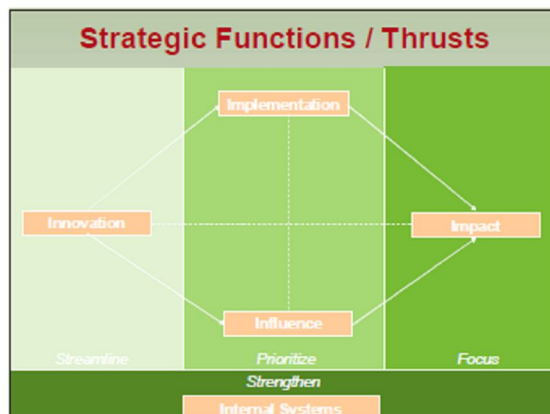 Strategic Functions / Thrusts
Implementation
Innovation
Impact
Influence
Streamline
Prioritize
Focus
Strengthen
Internal Systems